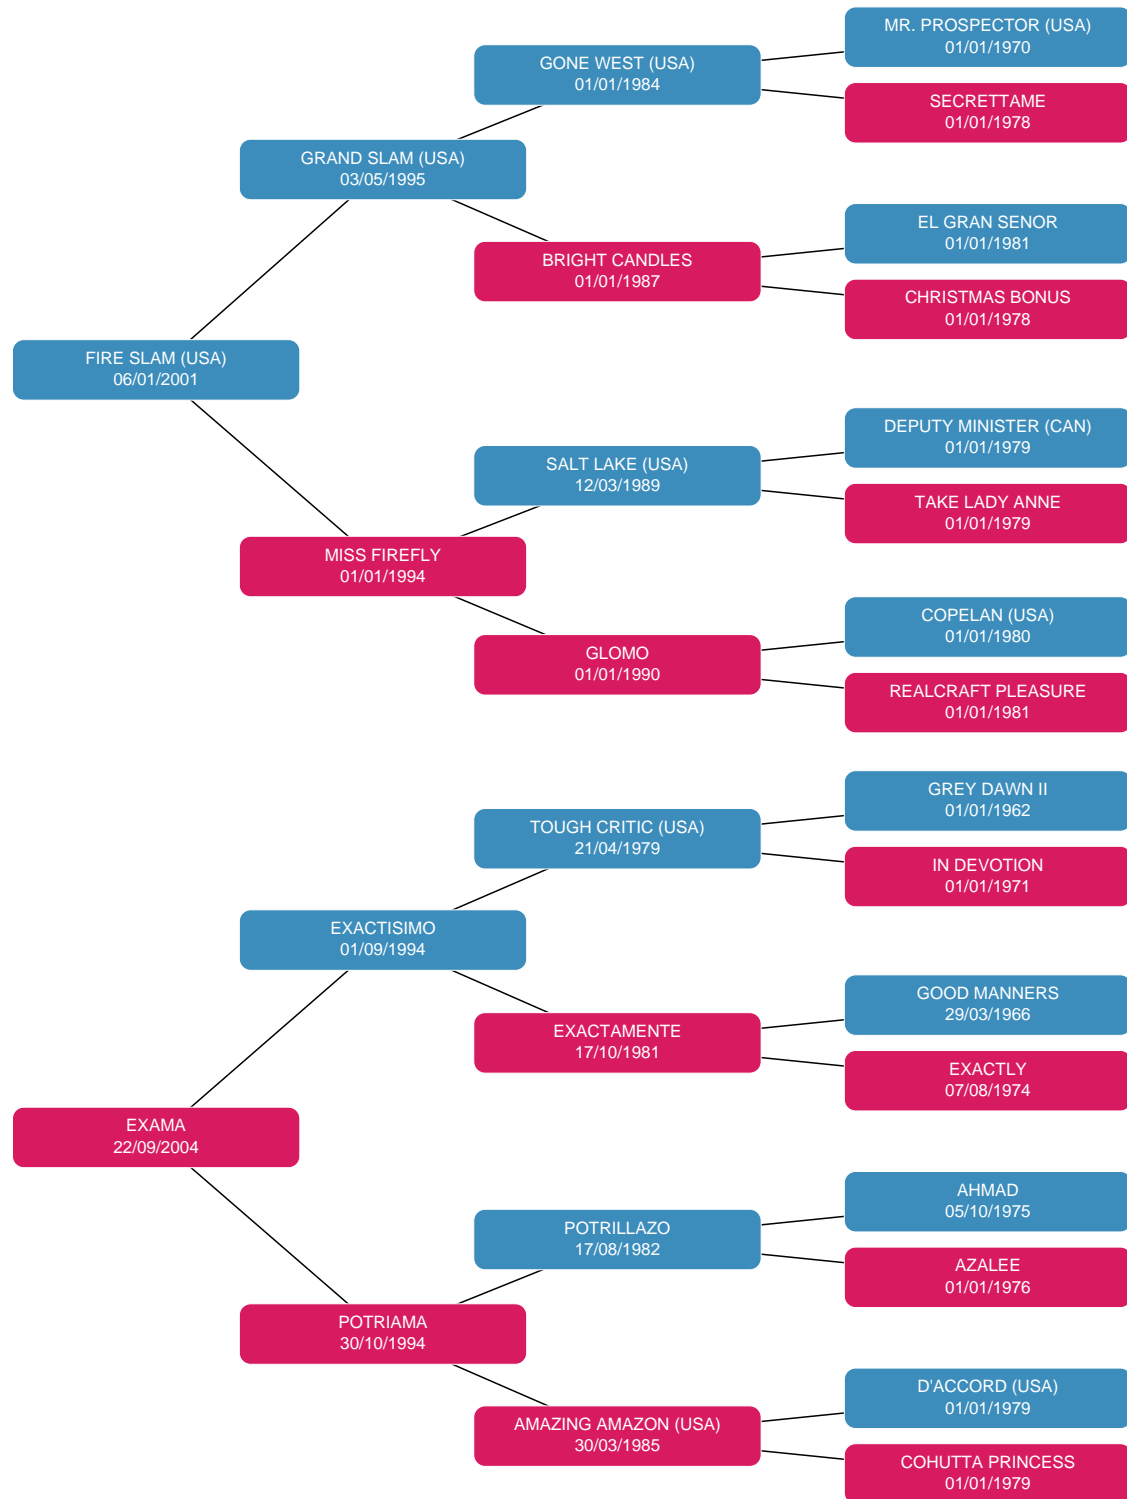 MR. PROSPECTOR (USA)
01/01/1970
GONE WEST (USA)
01/01/1984
SECRETTAME
01/01/1978
GRAND SLAM (USA)
03/05/1995
EL GRAN SENOR
01/01/1981
BRIGHT CANDLES
01/01/1987
CHRISTMAS BONUS
01/01/1978
FIRE SLAM (USA)
06/01/2001
DEPUTY MINISTER (CAN)
01/01/1979
SALT LAKE (USA)
12/03/1989
TAKE LADY ANNE
01/01/1979
MISS FIREFLY
01/01/1994
COPELAN (USA)
01/01/1980
GLOMO
01/01/1990
REALCRAFT PLEASURE
01/01/1981
GREY DAWN II
01/01/1962
TOUGH CRITIC (USA)
21/04/1979
IN DEVOTION
01/01/1971
EXACTISIMO
01/09/1994
GOOD MANNERS
29/03/1966
EXACTAMENTE
17/10/1981
EXACTLY
07/08/1974
EXAMA
22/09/2004
AHMAD
05/10/1975
POTRILLAZO
17/08/1982
AZALEE
01/01/1976
POTRIAMA
30/10/1994
D'ACCORD (USA)
01/01/1979
AMAZING AMAZON (USA)
30/03/1985
COHUTTA PRINCESS
01/01/1979